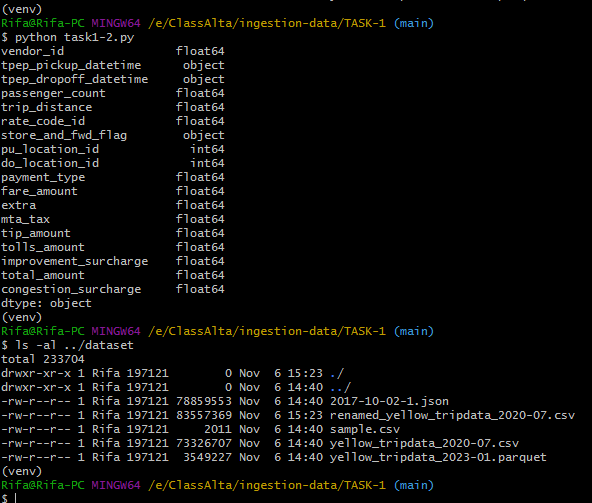 (venv)
Rifa@Rifa-PC MINGW64 /e/ClassAlta/ingestion-data/TASK-1 (main)
$ python task1-2.py
vendor_id                float64
tpep_pickup_datetime      object
tpep_dropoff_datetime     object
passenger_count          float64
trip_distance            float64
rate_code_id             float64
store_and_fwd_flag        object
pu_location_id             int64
do_location_id             int64
payment_type             float64
fare_amount              float64
extra                    float64
mta_tax                  float64
tip_amount               float64
tolls_amount             float64
improvement_surcharge    float64
total_amount             float64
congestion_surcharge     float64
dtype: object
(venv)
Rifa@Rifa-PC MINGW64 /e/ClassAlta/ingestion-data/TASK-1 (main)
$ ls -al ../dataset
total 233704
drwxr-xr-x 1 Rifa 197121        0 Nov  6 15:23 ./
drwxr-xr-x 1 Rifa 197121        0 Nov  6 14:40 ../
-rw-r--r-- 1 Rifa 197121 78859553 Nov  6 14:40 2017-10-02-1.json
-rw-r--r-- 1 Rifa 197121 83557369 Nov  6 15:23 renamed_yellow_tripdata_2020-07.csv
-rw-r--r-- 1 Rifa 197121     2011 Nov  6 14:40 sample.csv
-rw-r--r-- 1 Rifa 197121 73326707 Nov  6 14:40 yellow_tripdata_2020-07.csv
-rw-r--r-- 1 Rifa 197121  3549227 Nov  6 14:40 yellow_tripdata_2023-01.parquet
(venv)
Rifa@Rifa-PC MINGW64 /e/ClassAlta/ingestion-data/TASK-1 (main)
$